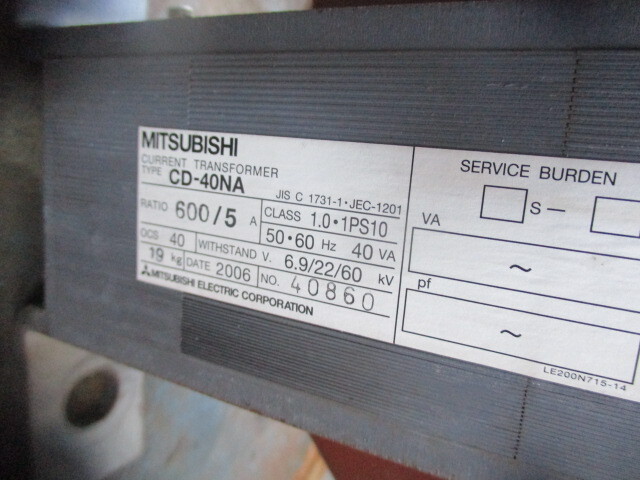 MITSUBISHI
CURRENT TRANSFORMER
TYPE CD-40NA
JIS C 1731-1・JEC-1201
RATIO 600/5 A CLASS 1.0・1PS10
50・60 Hz 40 VA
OCS 40 WITHSTAND V. 6.9/22/60 kV
19 kg DATE 2006 NO. 40860
MITSUBISHI ELECTRIC CORPORATION
SERVICE BURDEN
S—
VA
~
pf
~
LE200N715-14